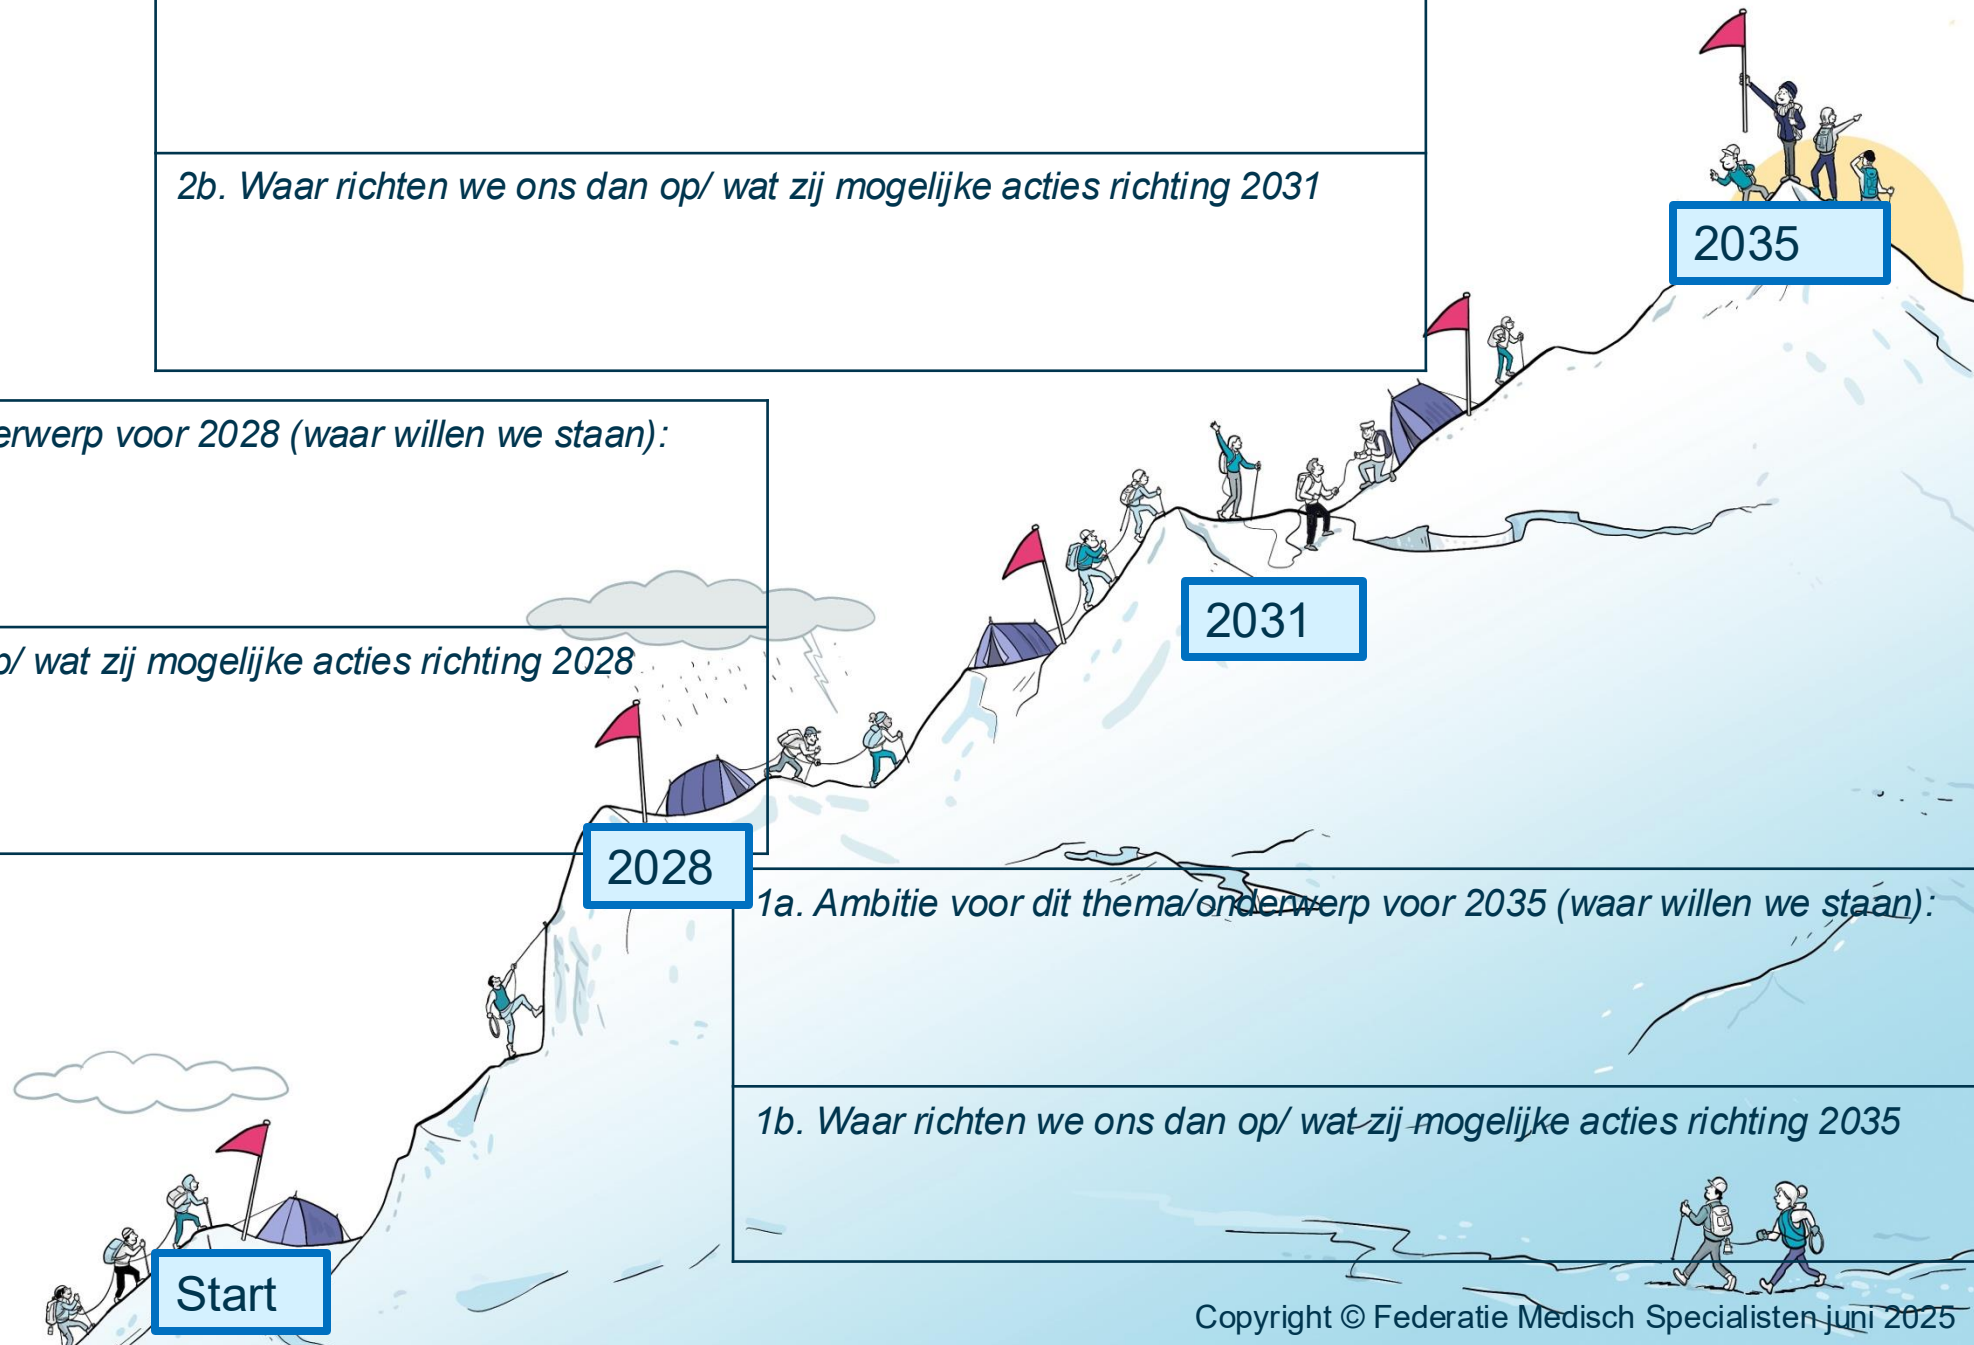 2b. Waar richten we ons dan op/ wat zij mogelijke acties richting 2031
2035
erwerp voor 2028 (waar willen we staan):
2031
/ wat zij mogelijke acties richting 2028
2028
1a. Ambitie voor dit thema/onderwerp voor 2035 (waar willen we staan):
1b. Waar richten we ons dan op/ wat zij mogelijke acties richting 2035
Start
Copyright © Federatie Medisch Specialisten juni 2025